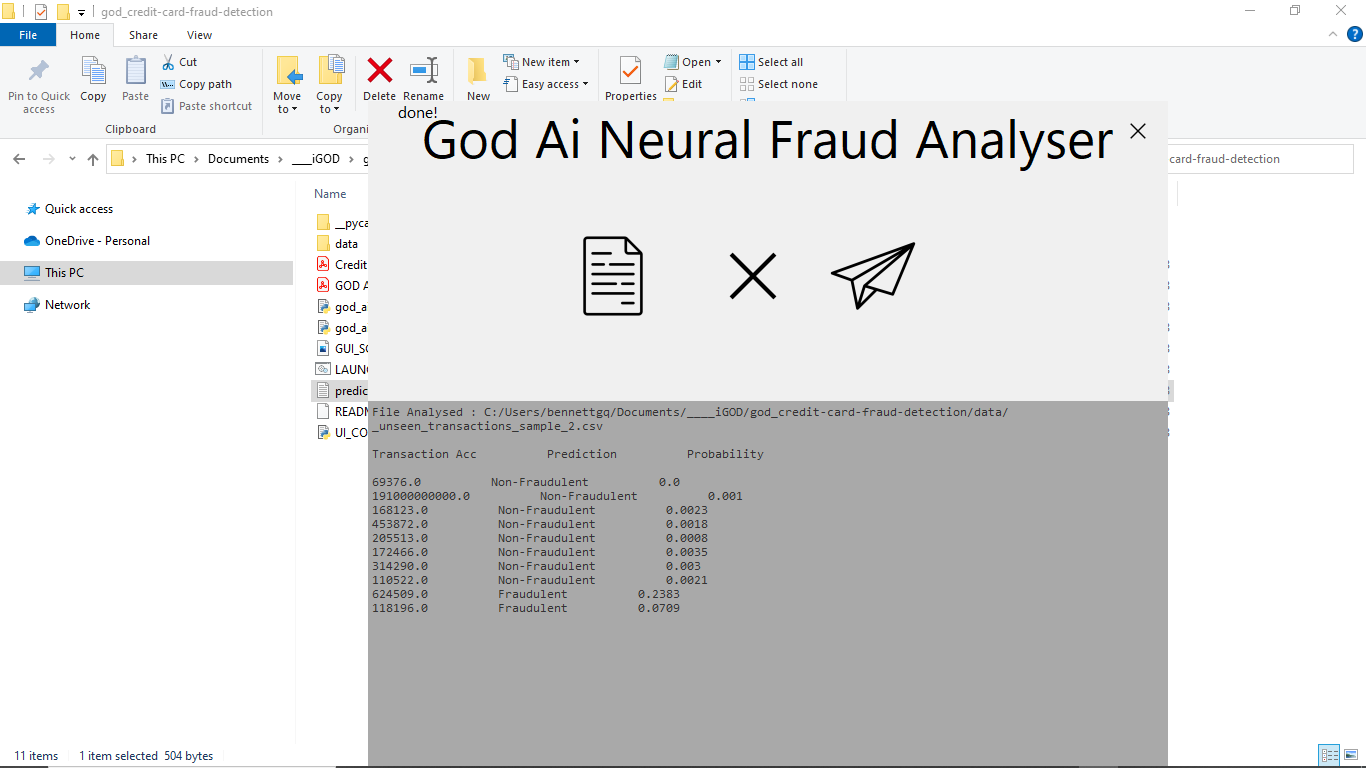 god_credit-card-fraud-detection
File Home Share View
Pin to Quick access
Copy
Paste
Cut
Copy path
Paste shortcut
Clipboard
Move to
Copy to
Delete
Rename
New
New item
Easy access
Properties
Open
Edit
Select all
Select none
This PC Documents ____iGOD
card-fraud-detection
Quick access
OneDrive - Personal
This PC
Network
Name
data
Credit
GOD A
god_a
god_a
LAUN
predic
READ
UI_CO
done!
God Ai Neural Fraud Analyser
File Analysed : C:/Users/bennettgq/Documents/____iGOD/god_credit-card-fraud-detection/data/
_unseen_transactions_sample_2.csv
Transaction Acc Prediction Probability
69376.0 Non-Fraudulent 0.0
191000000000.0 Non-Fraudulent 0.001
168123.0 Non-Fraudulent 0.0023
453872.0 Non-Fraudulent 0.0018
205513.0 Non-Fraudulent 0.0008
172466.0 Non-Fraudulent 0.0035
314290.0 Non-Fraudulent 0.003
110522.0 Non-Fraudulent 0.0021
624509.0 Fraudulent 0.2383
118196.0 Fraudulent 0.0709
11 items 1 item selected 504 bytes